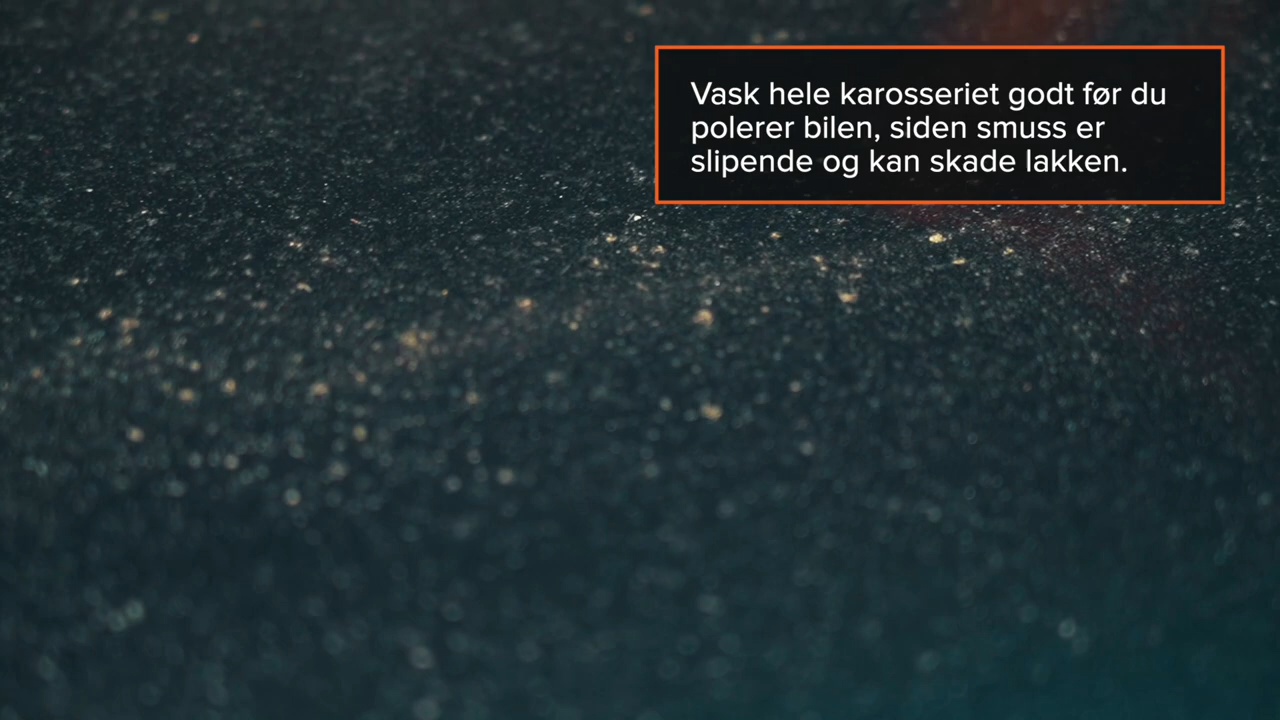 Vask hele karosseriet godt før du
polerer bilen, siden smuss er
slipende og kan skade lakken.